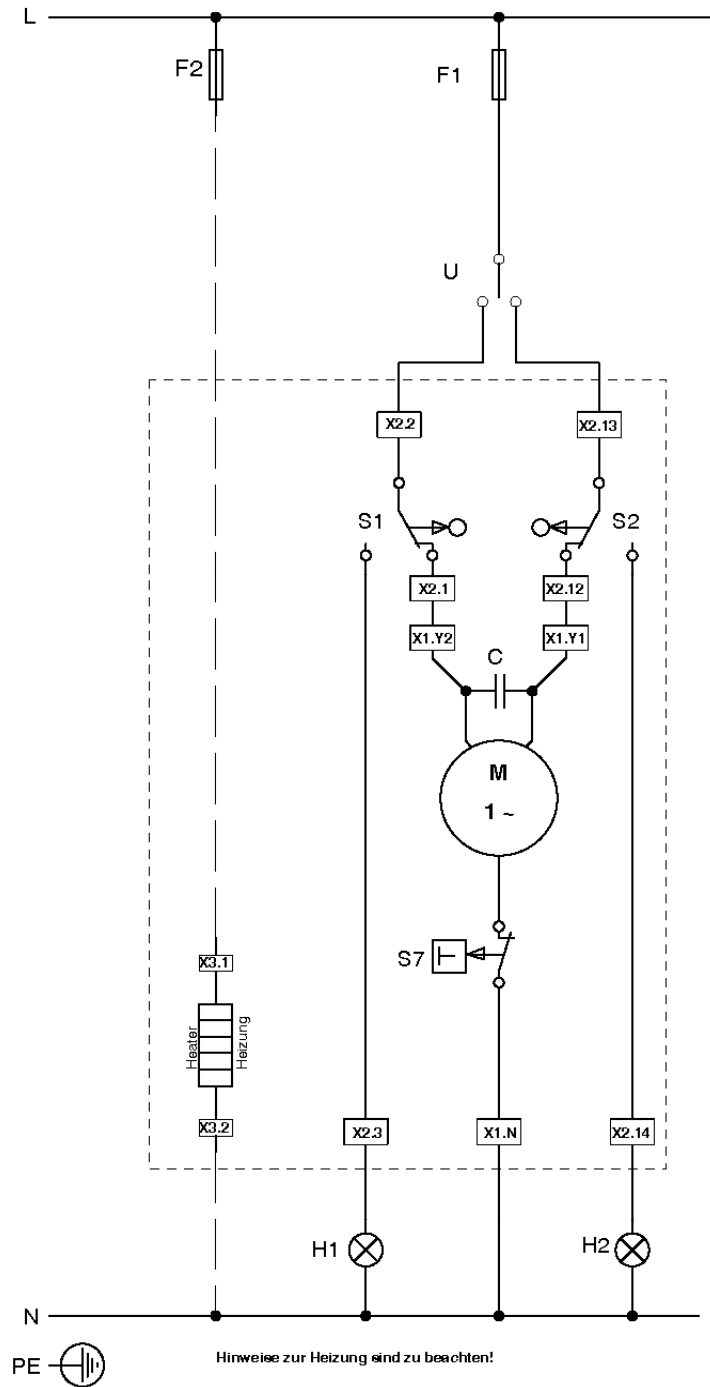 L
F2
F1
U
X2.2
X2.13
S1
S2
X2.1
X2.12
X1.Y2
X1.Y1
C
M
1 ~
S7
X3.1
Heater
Heizung
X3.2
X2.3
X1.N
X2.14
H1
H2
N
PE
Hinweise zur Heizung sind zu beachten!